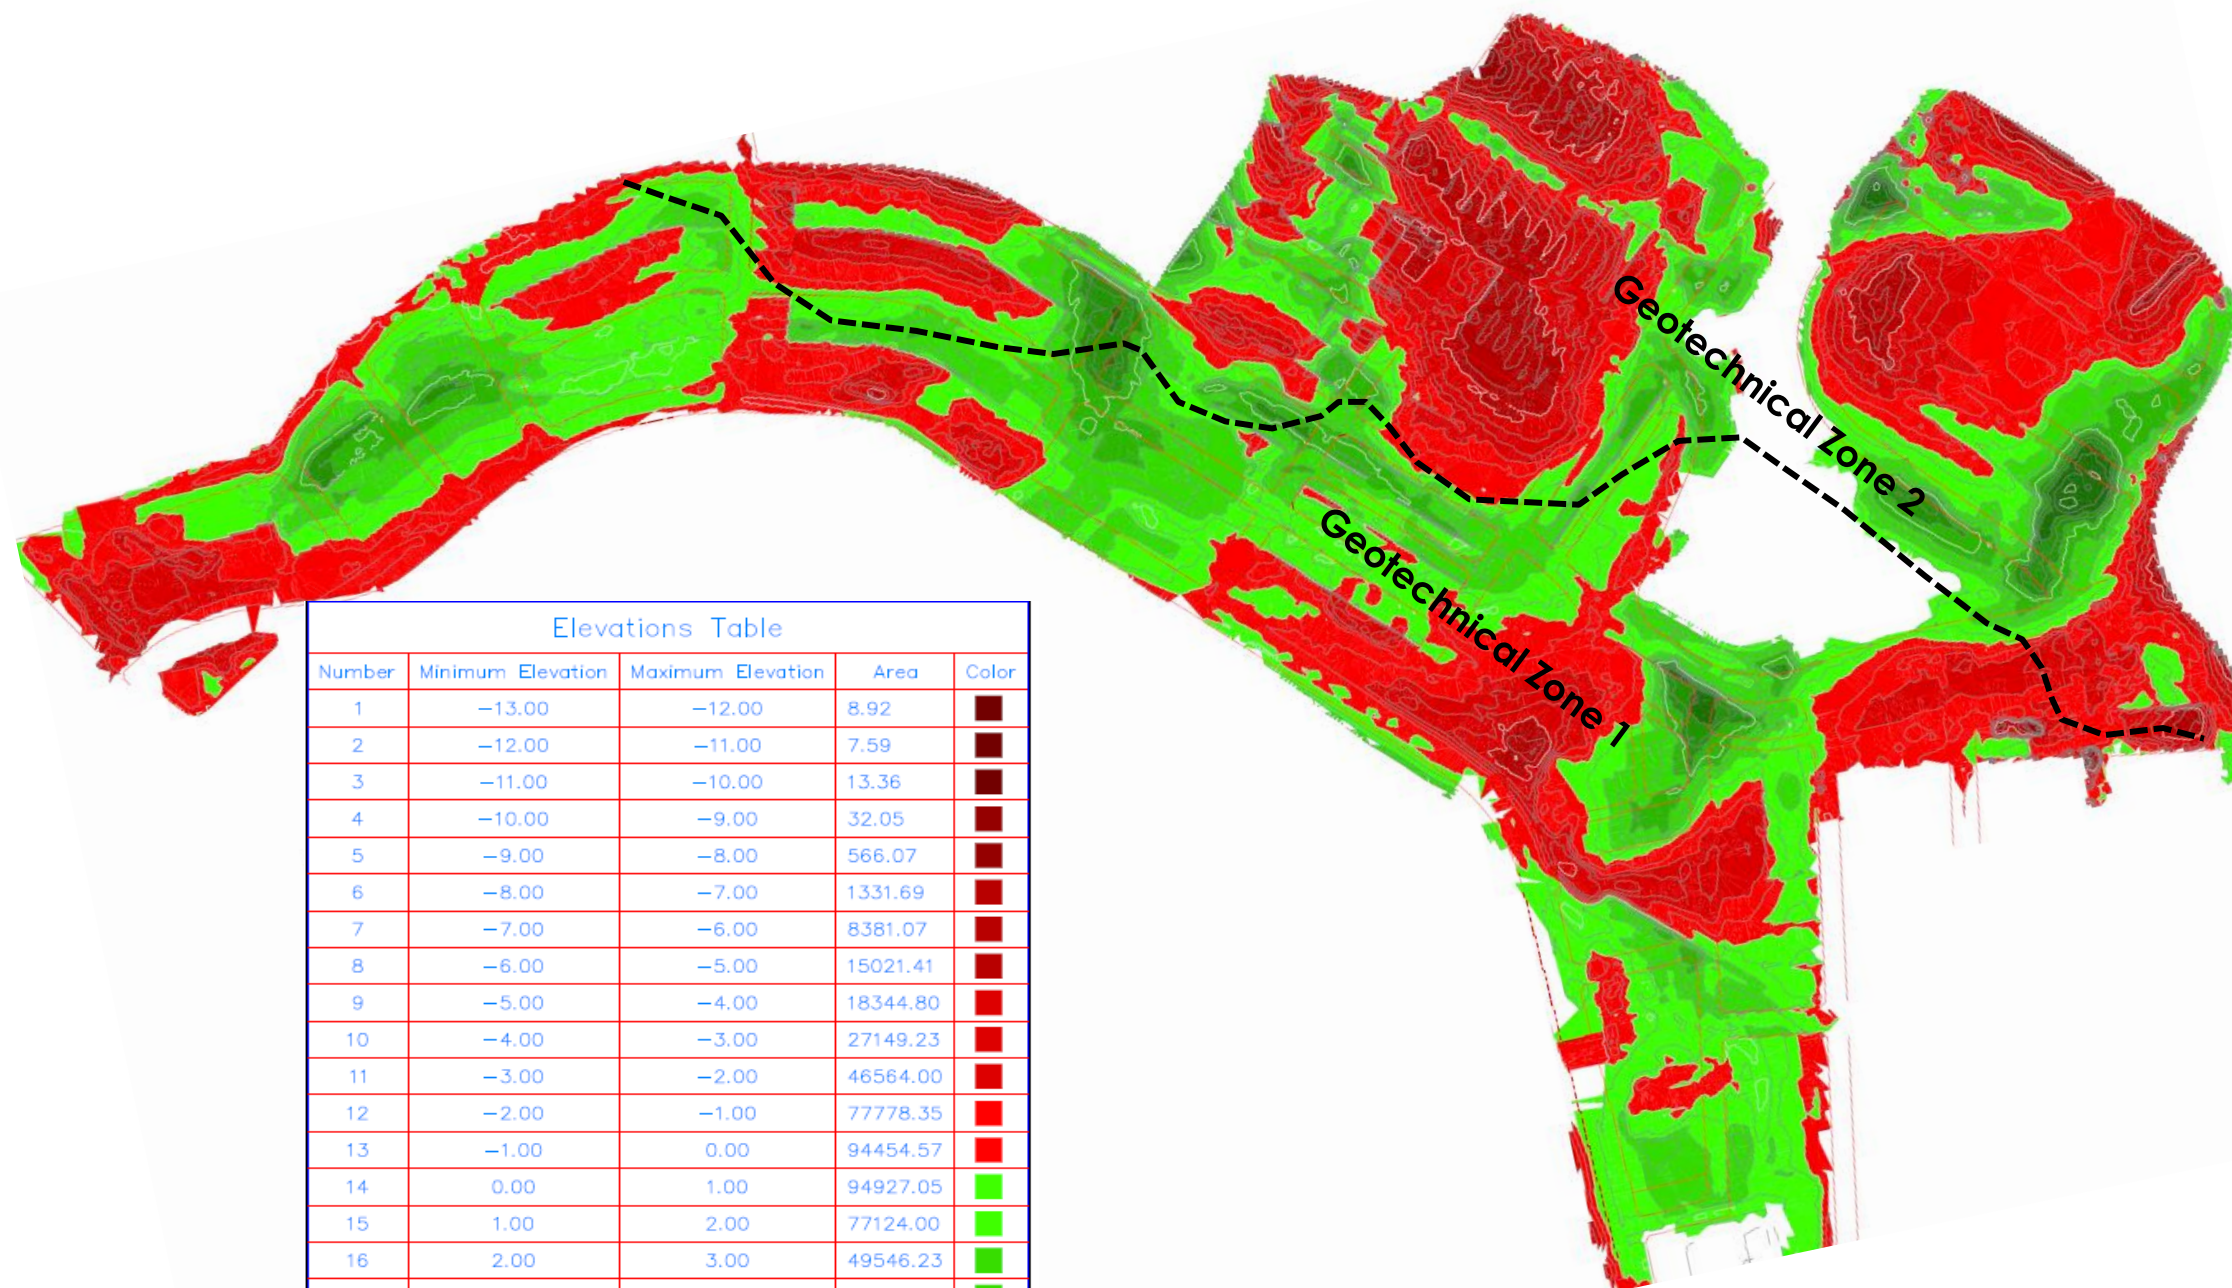 Geotechnical Zone 2
Geotechnical Zone 1
Elevations Table
Number Minimum Elevation Maximum Elevation Area Color
1 −13.00 −12.00 8.92
2 −12.00 −11.00 7.59
3 −11.00 −10.00 13.36
4 −10.00 −9.00 32.05
5 −9.00 −8.00 566.07
6 −8.00 −7.00 1331.69
7 −7.00 −6.00 8381.07
8 −6.00 −5.00 15021.41
9 −5.00 −4.00 18344.80
10 −4.00 −3.00 27149.23
11 −3.00 −2.00 46564.00
12 −2.00 −1.00 77778.35
13 −1.00 0.00 94454.57
14 0.00 1.00 94927.05
15 1.00 2.00 77124.00
16 2.00 3.00 49546.23